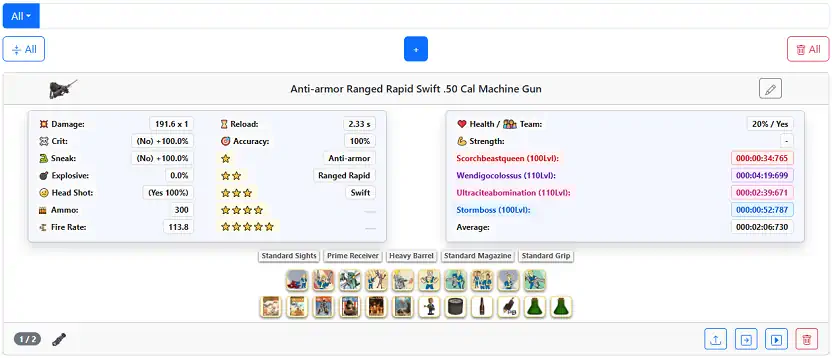 All
All
+
All
Anti-armor Ranged Rapid Swift .50 Cal Machine Gun
Damage: 191.6 x 1
Crit: (No) +100.0%
Sneak: (No) +100.0%
Explosive: 0.0%
Head Shot: (Yes 100%)
Ammo: 300
Fire Rate: 113.8
Reload: 2.33 s
Accuracy: 100%
Anti-armor
Ranged Rapid
Swift
Health / Team: 20% / Yes
Strength: -
Scorchbeastqueen (100Lvl): 000:00:34:765
Wendigocolossus (110Lvl): 000:04:19:699
Ultraciteabomination (110Lvl): 000:02:39:671
Stormboss (100Lvl): 000:00:52:787
Average: 000:02:06:730
Standard Sights Prime Receiver Heavy Barrel Standard Magazine Standard Grip
1 / 2